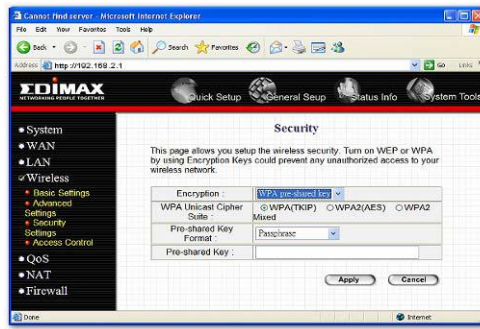 Cannot find server - Microsoft Internet Explorer
File Edit View Favorites Tools Help
Back Search Favorites
Address http://192.168.2.1 Go Links
EDIMAX
NETWORKING PEOPLE TOGETHER
Quick Setup General Seup Status Info System Tools
System
WAN
LAN
Wireless
Basic Settings
Advanced
Settings
Security
Settings
Access Control
QoS
NAT
Firewall
Security
This page allows you setup the wireless security. Turn on WEP or WPA
by using Encryption Keys could prevent any unauthorized access to your
wireless network.
Encryption : WPA pre-shared key
WPA Unicast Cipher
Suite :
WPA(TKIP) WPA2(AES) WPA2
Mixed
Pre-shared Key
Format :
Passphrase
Pre-shared Key :
Apply Cancel
Done Internet